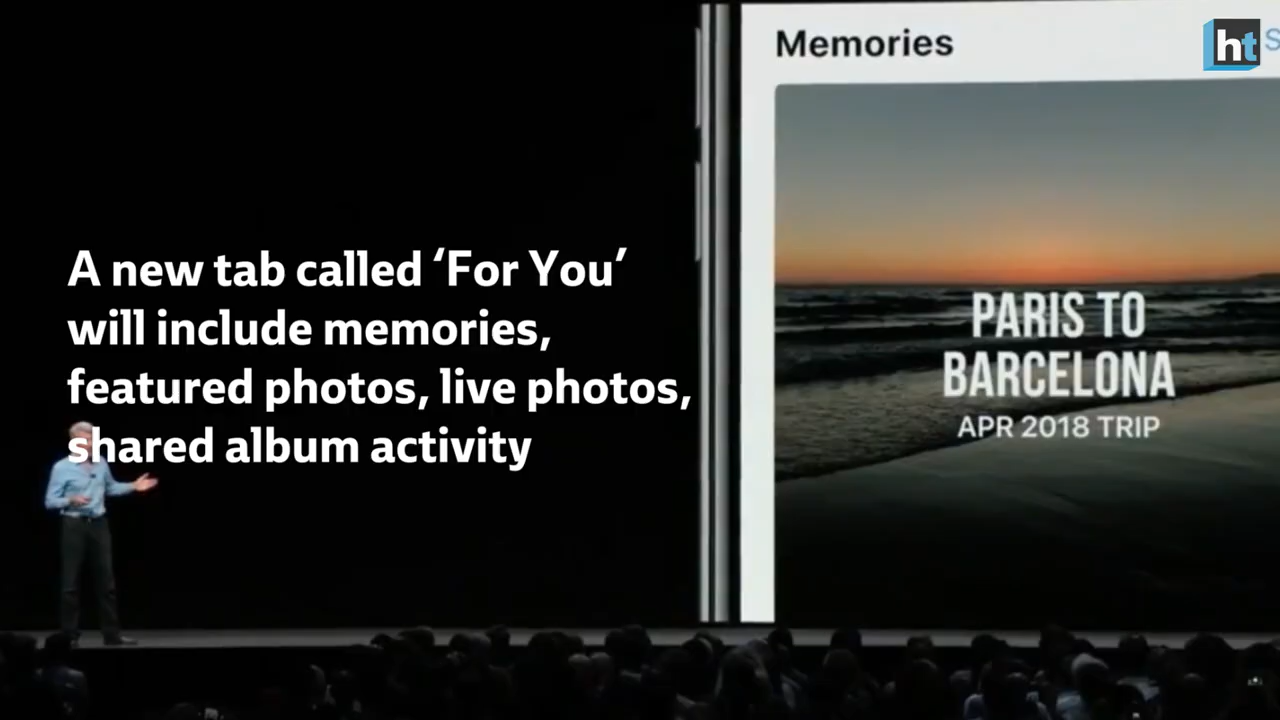 Memories
ht
S
A new tab called ‘For You’
will include memories,
featured photos, live photos,
shared album activity
PARIS TO
BARCELONA
APR 2018 TRIP